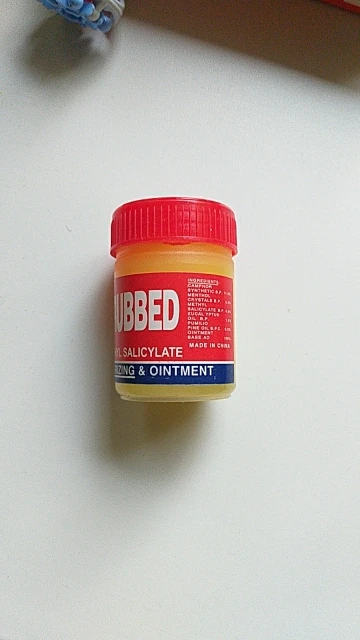 UBBED
YL SALICYLATE
IZING & OINTMENT
INGREDIENTS
CAMPHOR
SYNTHETIC B.P.
MENTHOL
CRYSTALS B.P.
METHYL
SALICYLATE B.P.
EUCALYPTUS
OIL B.P.
PUMILIO
PINE OIL B.P.C.
OINTMENT
BASE AD
MADE IN CHINA